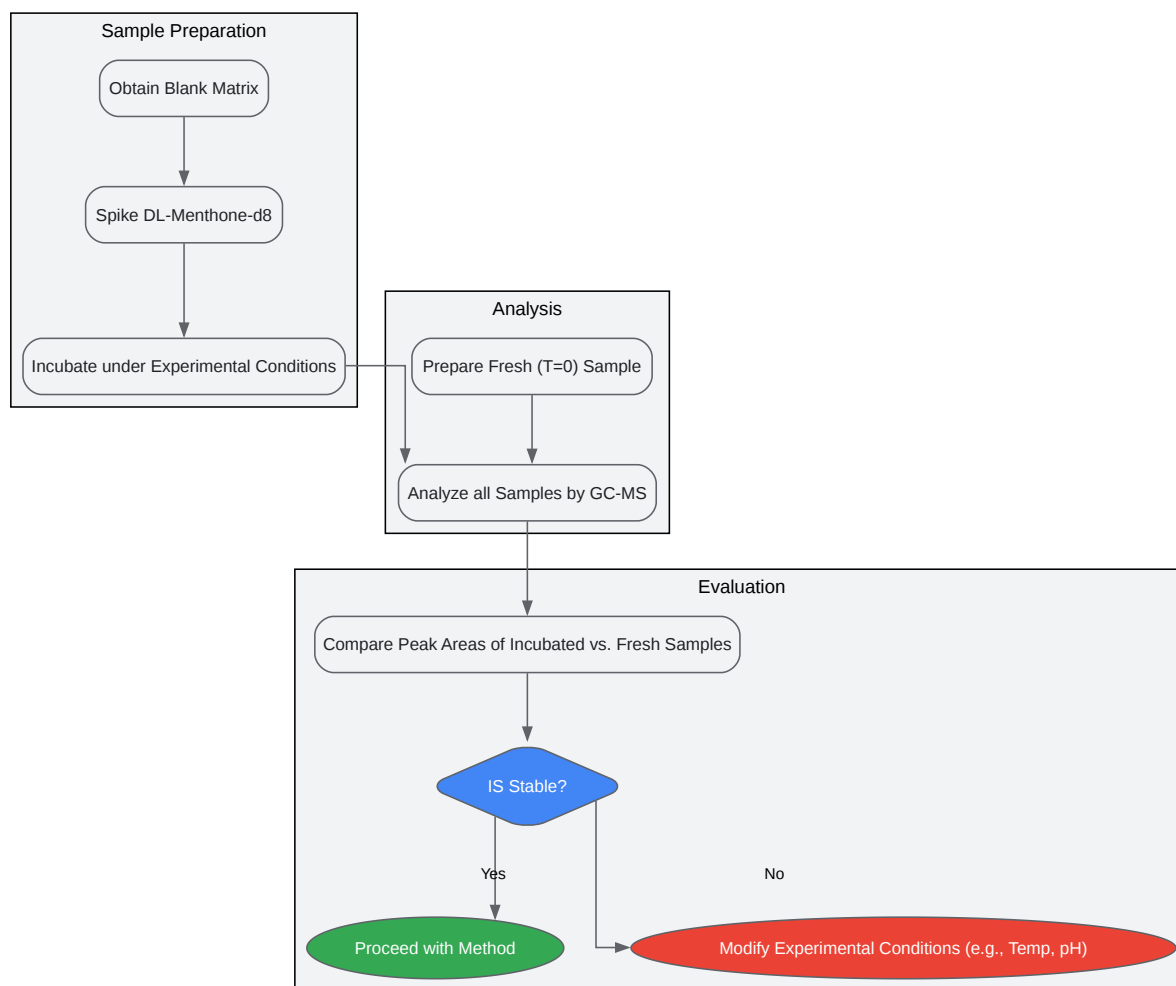 Sample Preparation
Obtain Blank Matrix
Spike DL-Menthone-d8
Incubate under Experimental Conditions
Analysis
Prepare Fresh (T=0) Sample
Analyze all Samples by GC-MS
Evaluation
Compare Peak Areas of Incubated vs. Fresh Samples
IS Stable?
Yes
No
Proceed with Method
Modify Experimental Conditions (e.g., Temp, pH)